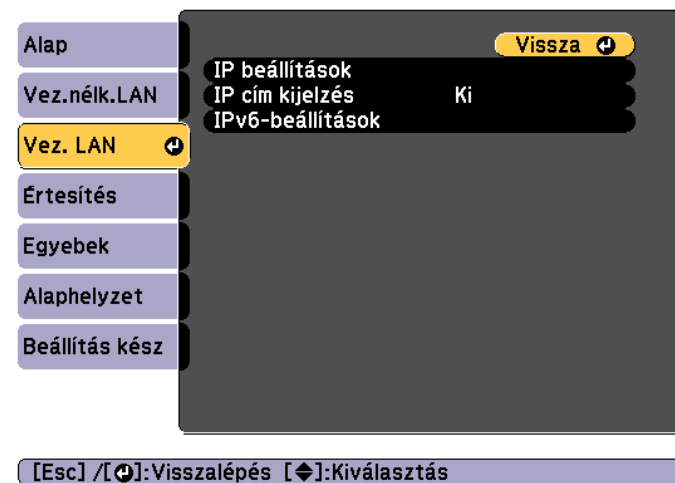 Alap
Vez.nélk.LAN
Vez. LAN
Értesítés
Egyebek
Alaphelyzet
Beállítás kész
Vissza
IP beállítások
IP cím kijelzés Ki
IPv6-beállítások
[Esc] /[⏎]:Visszalépés [◆]:Kiválasztás